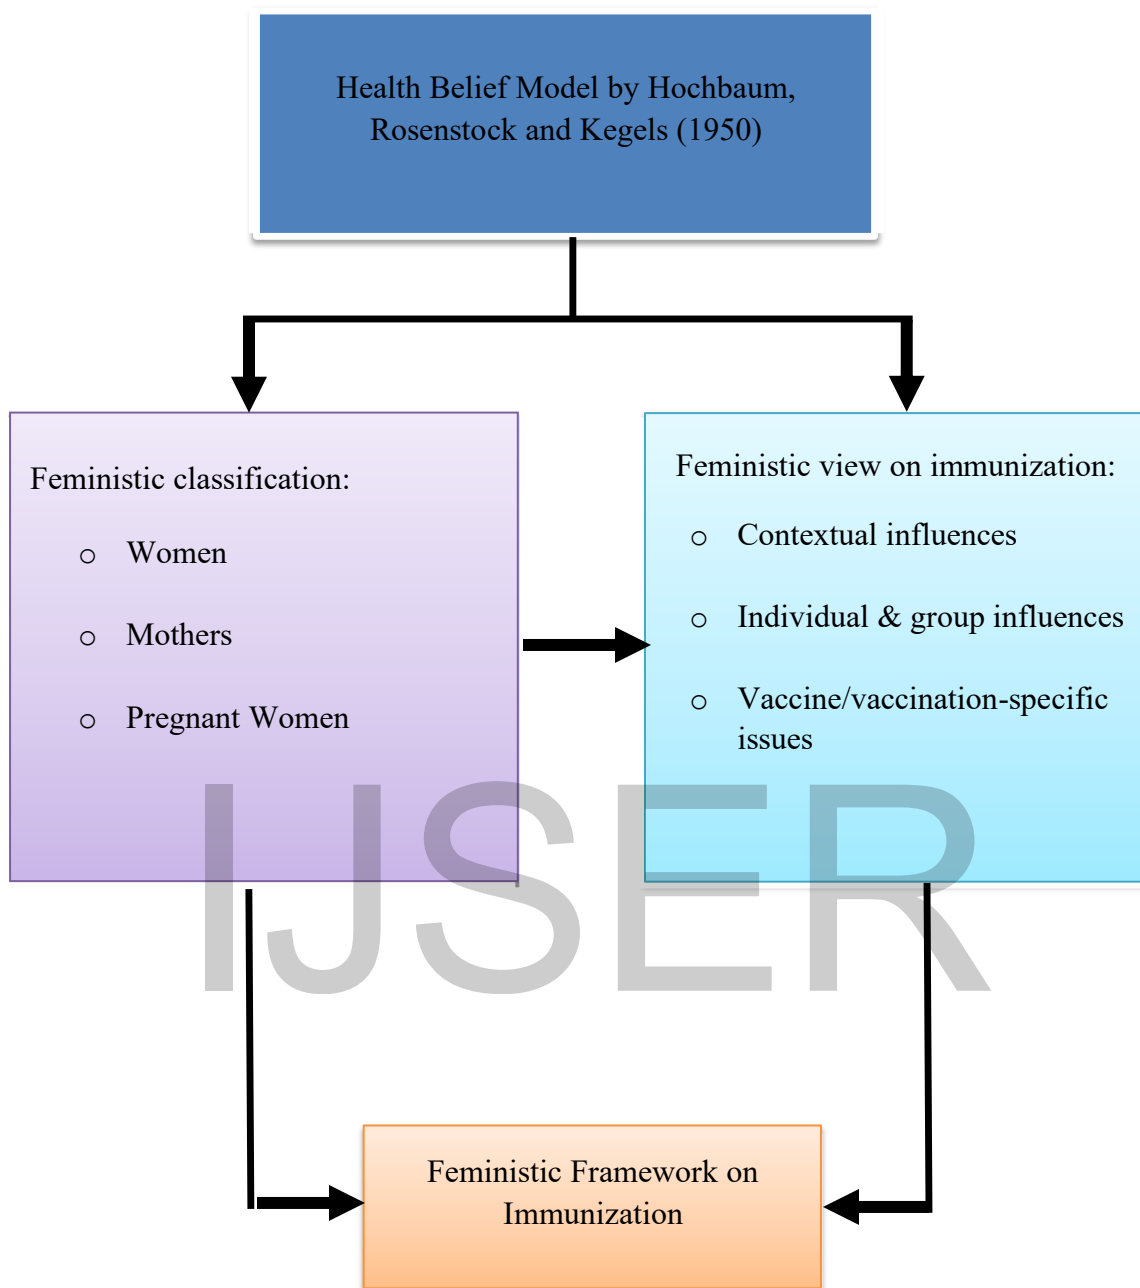 Health Belief Model by Hochbaum,
Rosenstock and Kegels (1950)
Feministic classification:
o Women
o Mothers
o Pregnant Women
Feministic view on immunization:
o Contextual influences
o Individual & group influences
o Vaccine/vaccination-specific
issues
IJSER
Feministic Framework on
Immunization